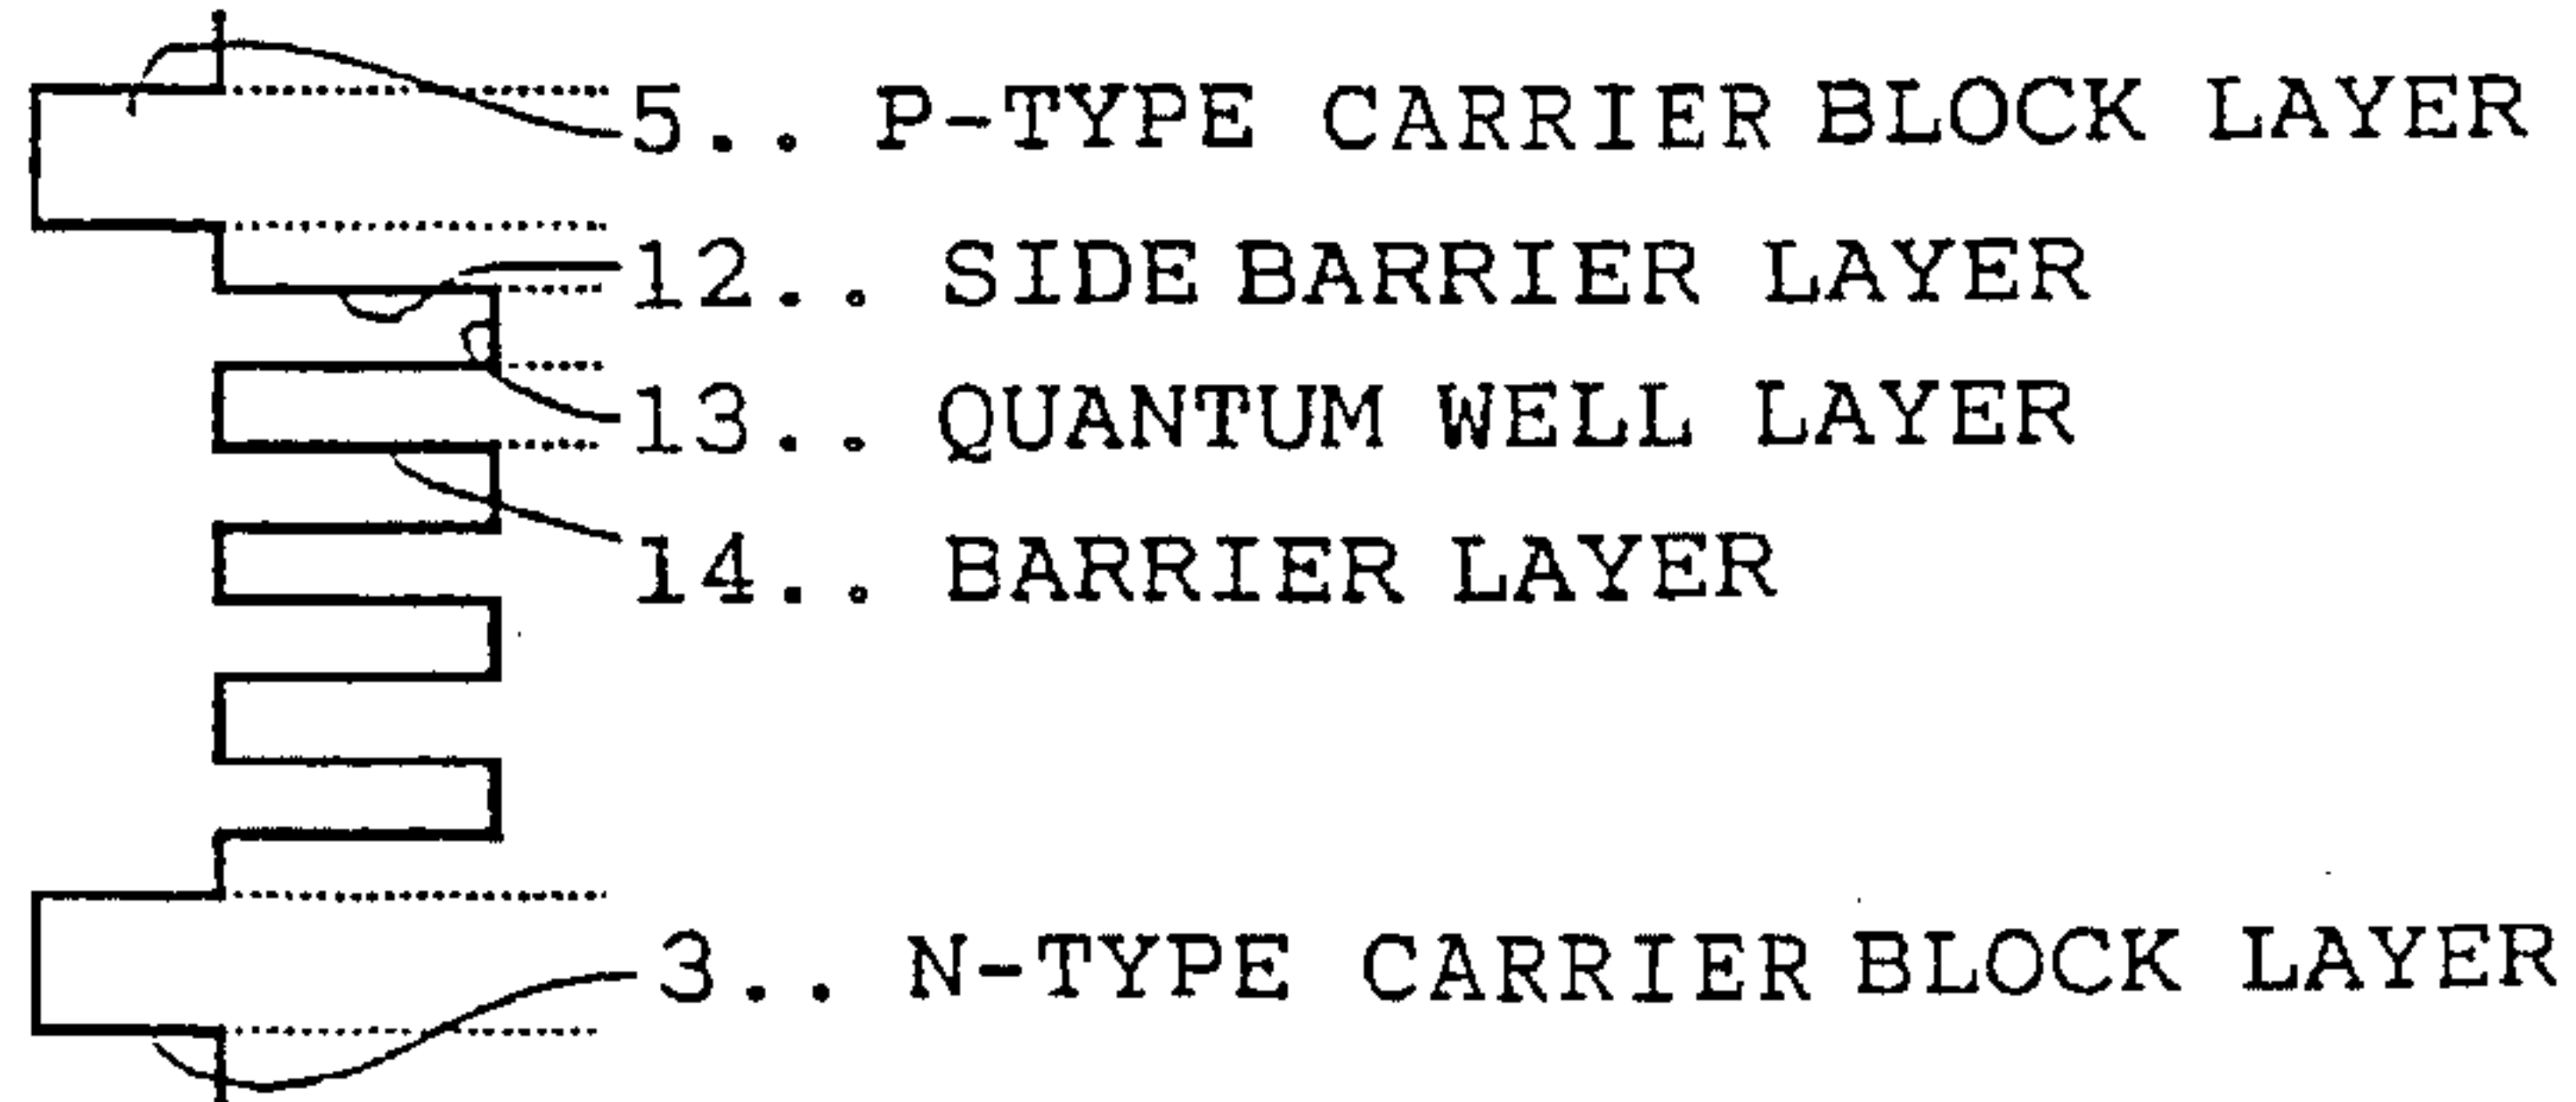 5.. P-TYPE CARRIER BLOCK LAYER
12.. SIDE BARRIER LAYER
13.. QUANTUM WELL LAYER
14.. BARRIER LAYER
3.. N-TYPE CARRIER BLOCK LAYER